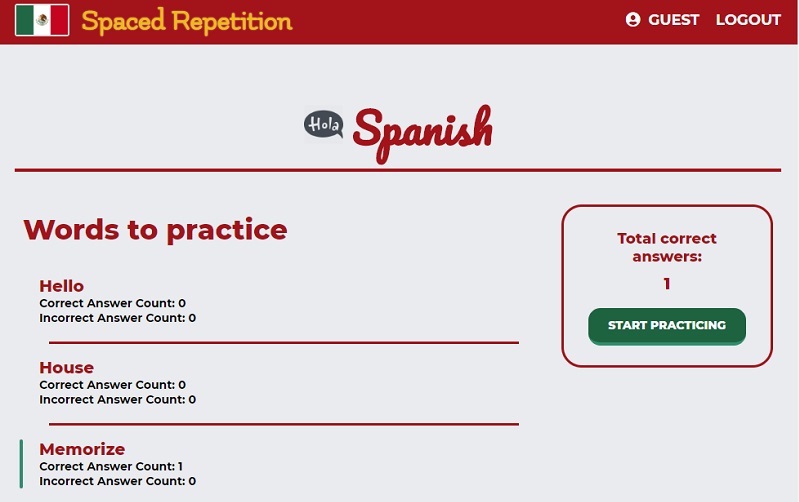 Spaced Repetition
GUEST LOGOUT
Hola Spanish
Words to practice
Hello
Correct Answer Count: 0
Incorrect Answer Count: 0
House
Correct Answer Count: 0
Incorrect Answer Count: 0
Memorize
Correct Answer Count: 1
Incorrect Answer Count: 0
Total correct
answers:
1
START PRACTICING